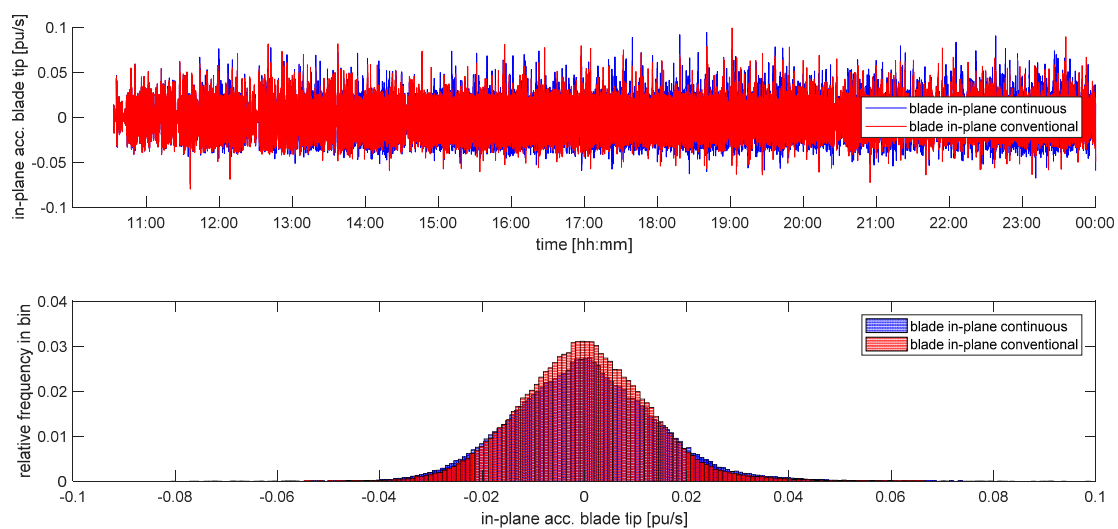 in-plane acc. blade tip [pu/s]
0.1
0.05
0
-0.05
-0.1
blade in-plane continuous
blade in-plane conventional
11:00 12:00 13:00 14:00 15:00 16:00 17:00 18:00 19:00 20:00 21:00 22:00 23:00 00:00
time [hh:mm]
relative frequency in bin
0.04
0.03
0.02
0.01
0
blade in-plane continuous
blade in-plane conventional
-0.1 -0.08 -0.06 -0.04 -0.02 0 0.02 0.04 0.06 0.08 0.1
in-plane acc. blade tip [pu/s]